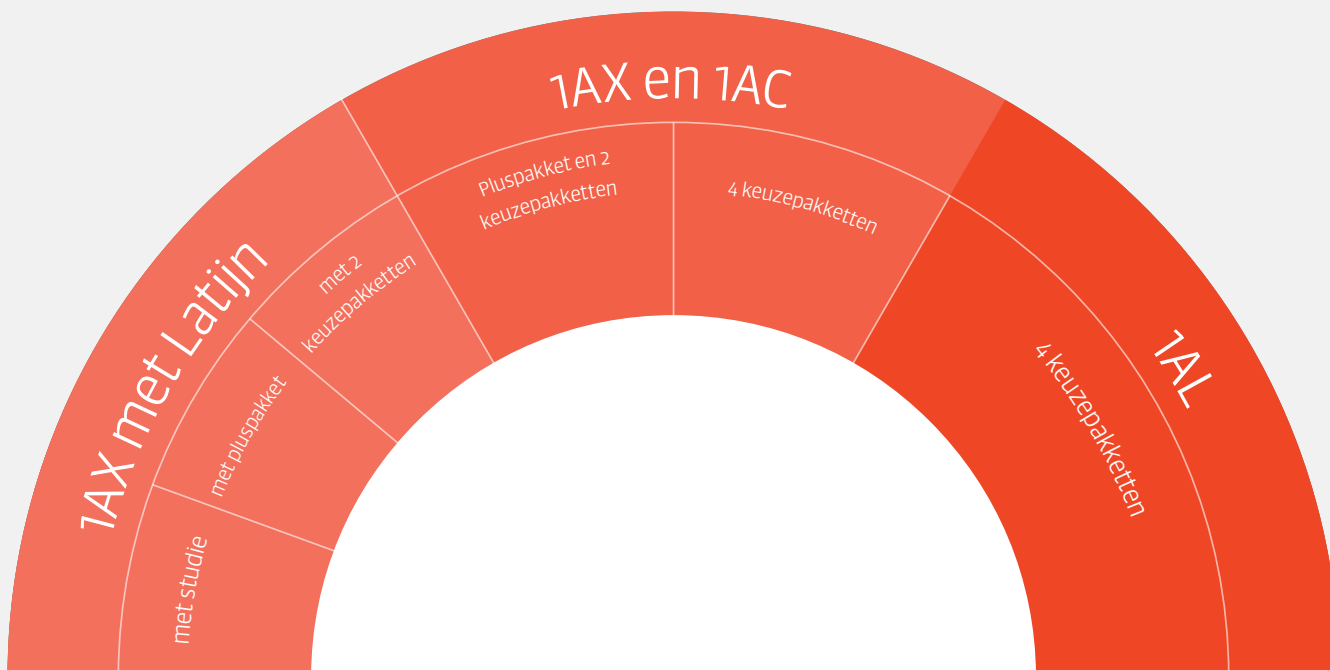 1AX met Latijn
met studie
met pluspakket
met 2
keuzepakketten
1AX en 1AC
Pluspakket en 2
keuzepakketten
4 keuzepakketten
1AL
4 keuzepakketten